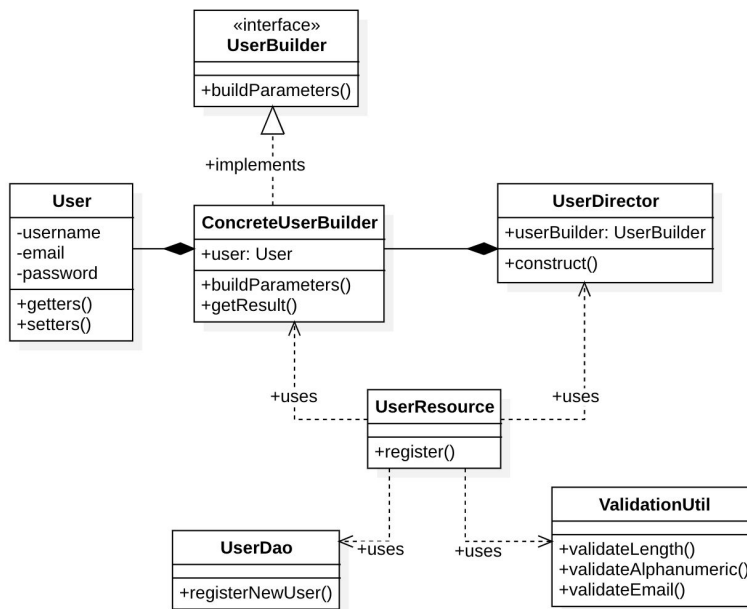 «interface»
UserBuilder
+buildParameters()
+implements
User
-username
-email
-password
+getters()
+setters()
ConcreteUserBuilder
+user: User
+buildParameters()
+getResult()
UserDirector
+userBuilder: UserBuilder
+construct()
+uses
+uses
UserResource
+register()
+uses
+uses
UserDao
+registerNewUser()
ValidationUtil
+validateLength()
+validateAlphanumeric()
+validateEmail()